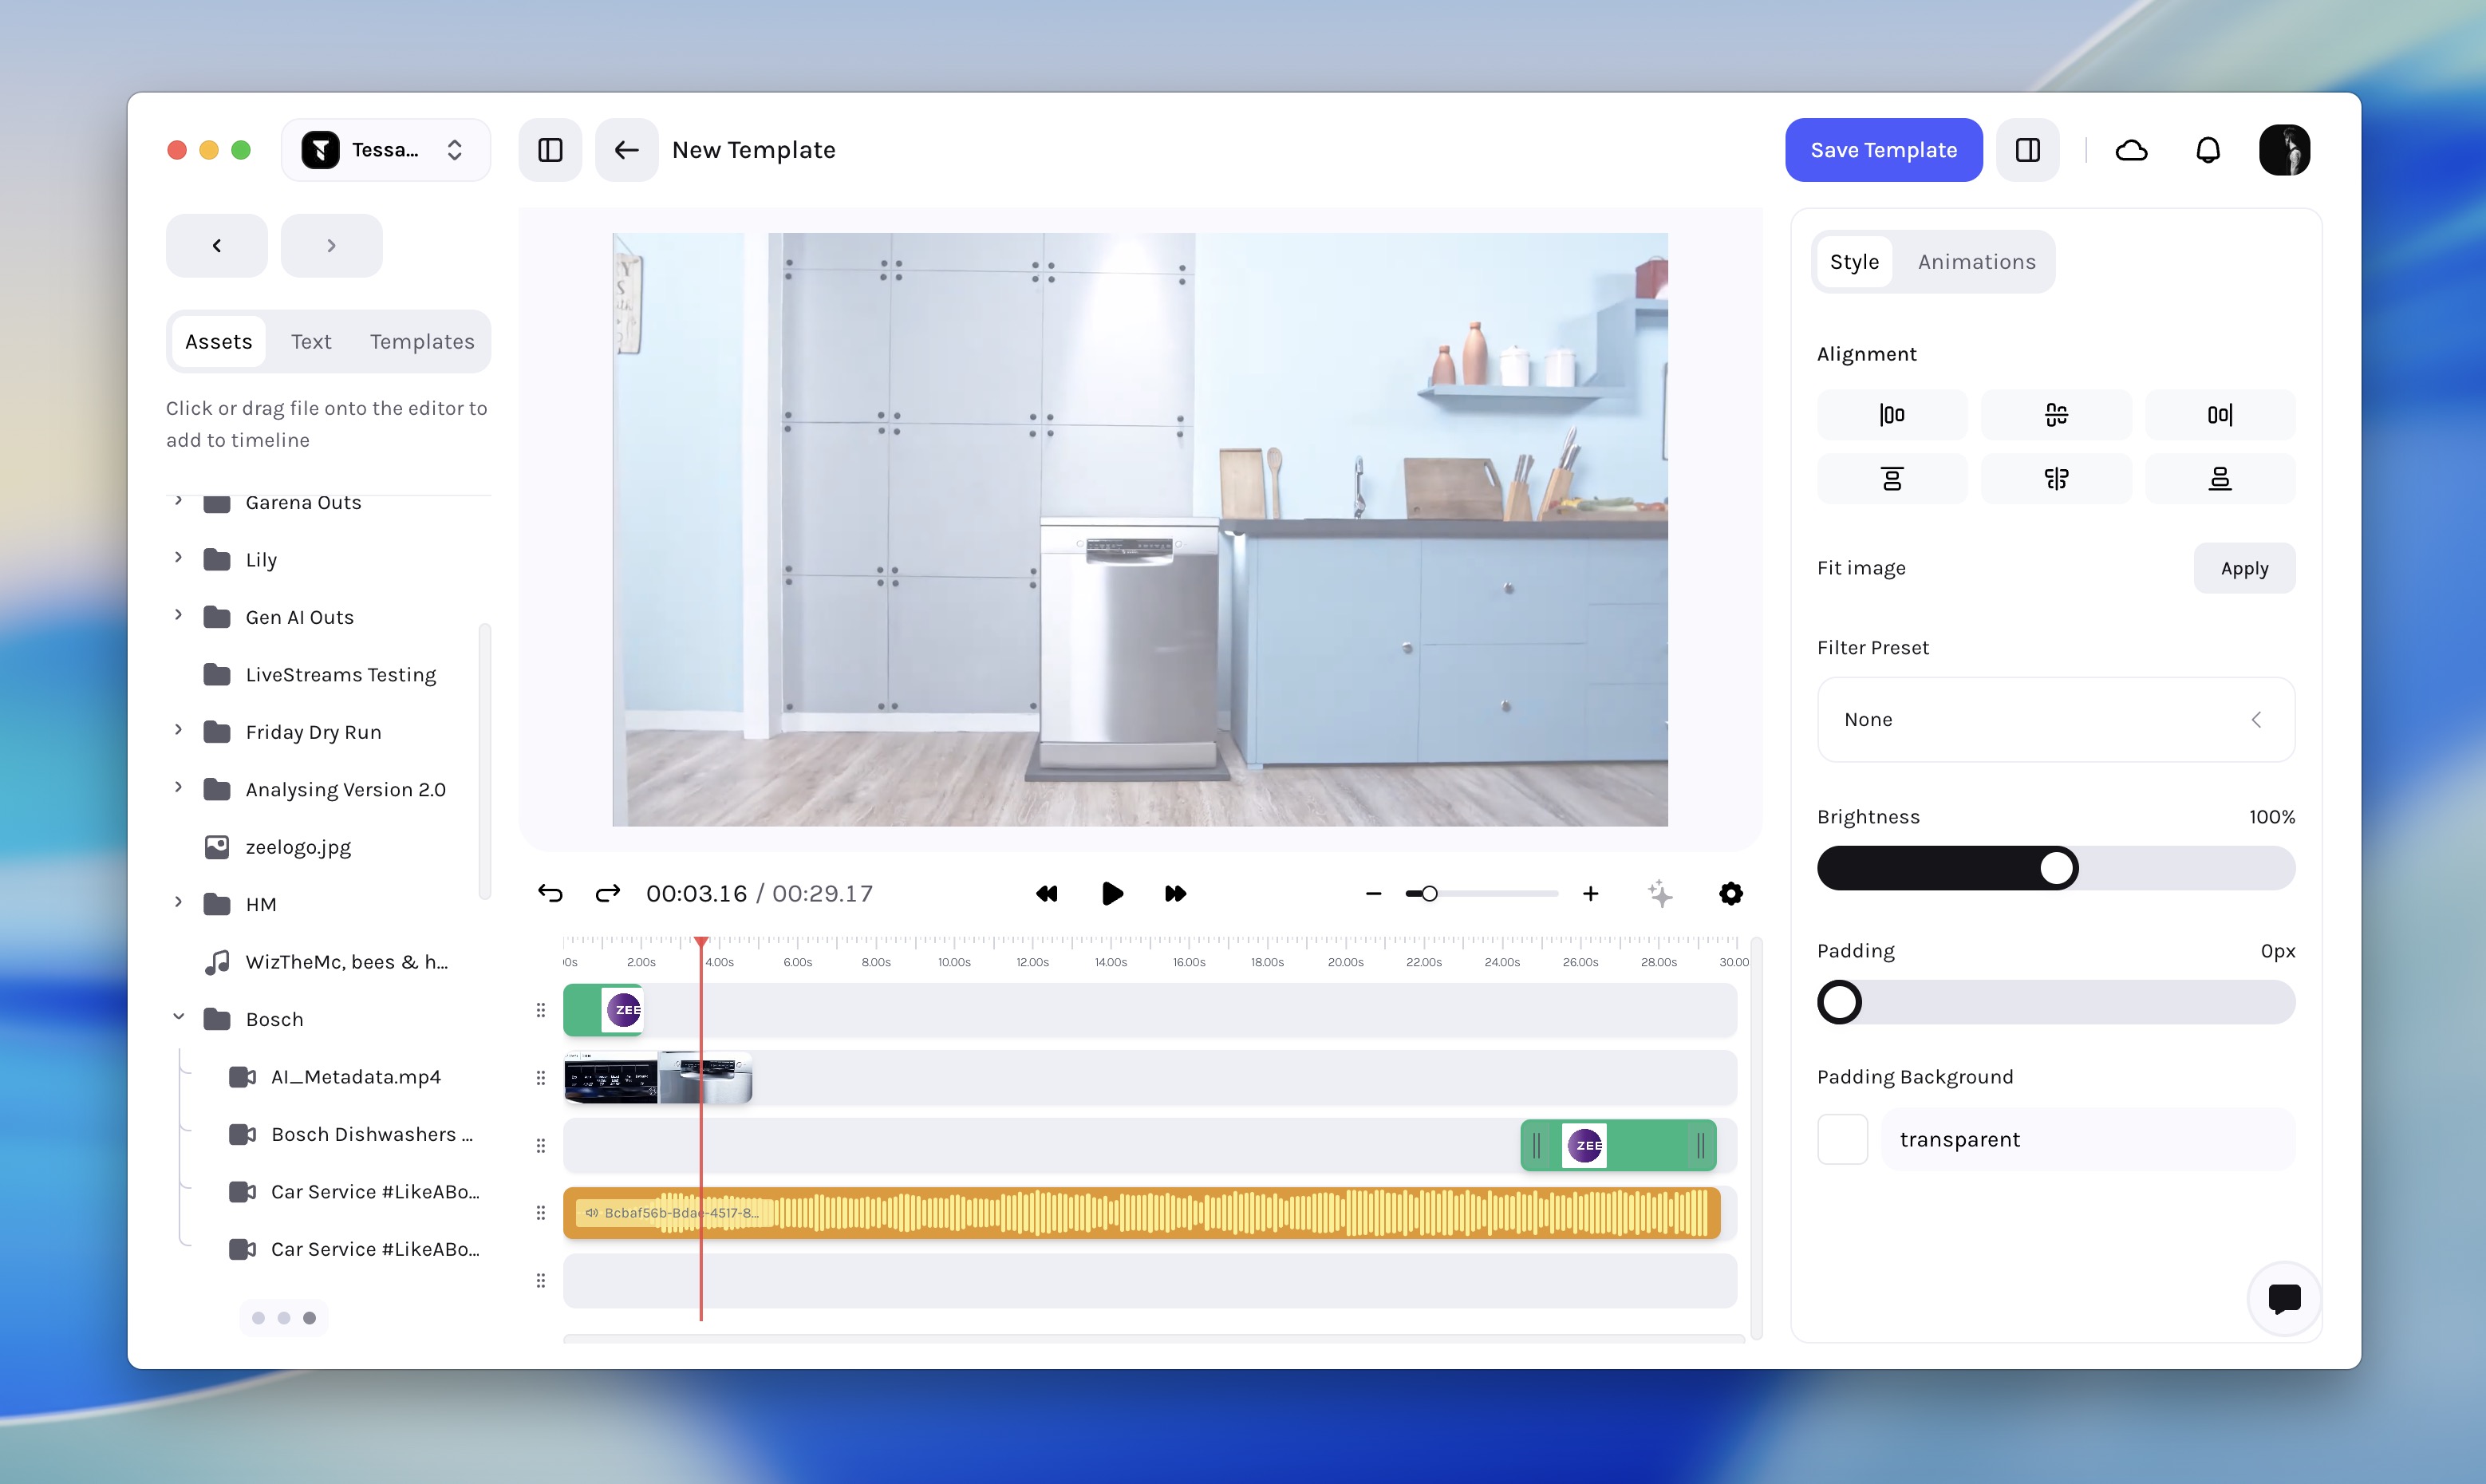 Tessa...
New Template
Save Template
Assets
Text
Templates
Click or drag file onto the editor to
add to timeline
Garena Outs
Lily
Gen AI Outs
LiveStreams Testing
Friday Dry Run
Analysing Version 2.0
zeelogo.jpg
HM
WizTheMc, bees & h...
Bosch
AI_Metadata.mp4
Bosch Dishwashers ...
Car Service #LikeABo...
Car Service #LikeABo...
00:03.16 / 00:29.17
2.00s
4.00s
6.00s
8.00s
10.00s
12.00s
14.00s
16.00s
18.00s
20.00s
22.00s
24.00s
26.00s
28.00s
30.00
ZEE
ZEE
Bcbaf56b-Bdae-4517-8...
Style
Animations
Alignment
Fit image
Apply
Filter Preset
None
Brightness
100%
Padding
0px
Padding Background
transparent